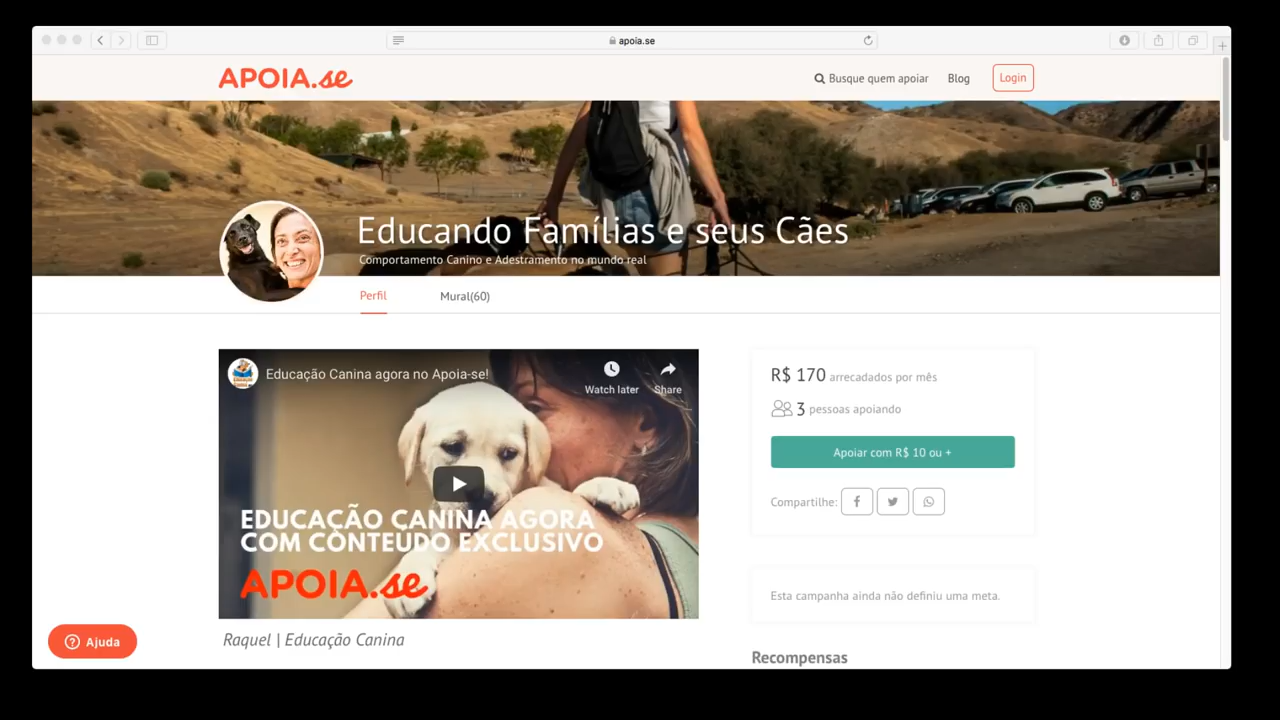 apoia.se
APOIA.se
Busque quem apoiar
Blog
Login
Educando Famílias e seus Cães
Comportamento Canino e Adestramento no mundo real
Perfil
Mural(60)
Educação Canina agora no Apoia-se!
Watch later
Share
EDUCAÇÃO CANINA AGORA
COM CONTEÚDO EXCLUSIVO
APOIA.se
Raquel | Educação Canina
R$ 170 arrecadados por mês
3 pessoas apoiando
Apoiar com R$ 10 ou +
Compartilhe:
Esta campanha ainda não definiu uma meta.
Recompensas
Ajuda